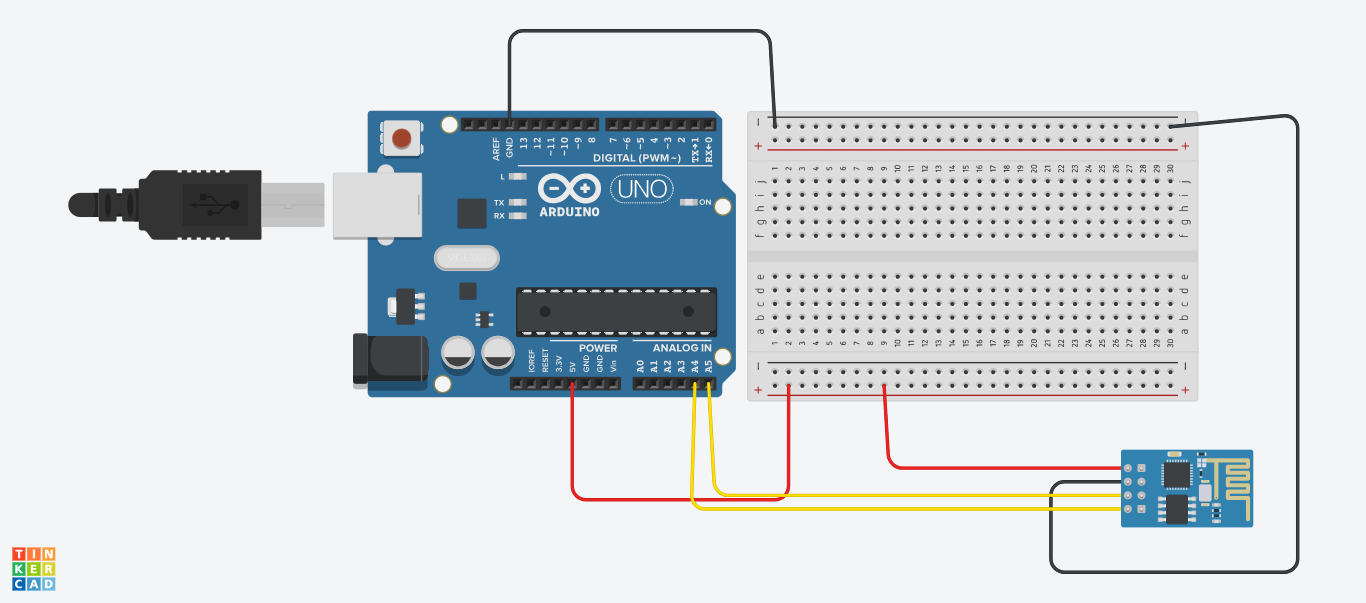 AREF
GND
13
12
~11
~10
~9
8
7
~6
~5
4
~3
2
TX→1
RX←0
DIGITAL (PWM~)
L
TX
RX
ARDUINO
UNO
ON
POWER
ANALOG IN
IOREF
RESET
3.3V
5V
GND
GND
Vin
A0
A1
A2
A3
A4
A5
− −
+ +
1 2 3 4 5 6 7 8 9 10 11 12 13 14 15 16 17 18 19 20 21 22 23 24 25 26 27 28 29 30
j j
i i
h h
g g
f f
e e
d d
c c
b b
a a
1 2 3 4 5 6 7 8 9 10 11 12 13 14 15 16 17 18 19 20 21 22 23 24 25 26 27 28 29 30
− −
+ +
TIN
KER
CAD